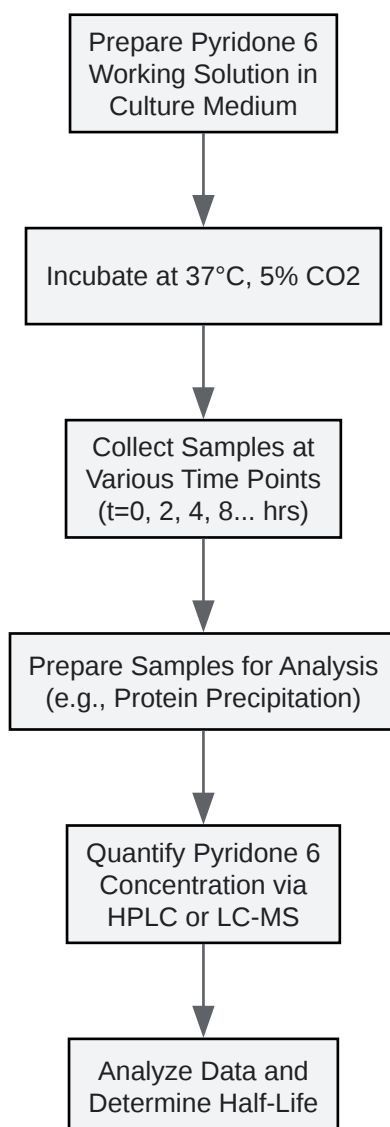 Prepare Pyridone 6
Working Solution in
Culture Medium
Incubate at 37°C, 5% CO2
Collect Samples at
Various Time Points
(t=0, 2, 4, 8... hrs)
Prepare Samples for Analysis
(e.g., Protein Precipitation)
Quantify Pyridone 6
Concentration via
HPLC or LC-MS
Analyze Data and
Determine Half-Life